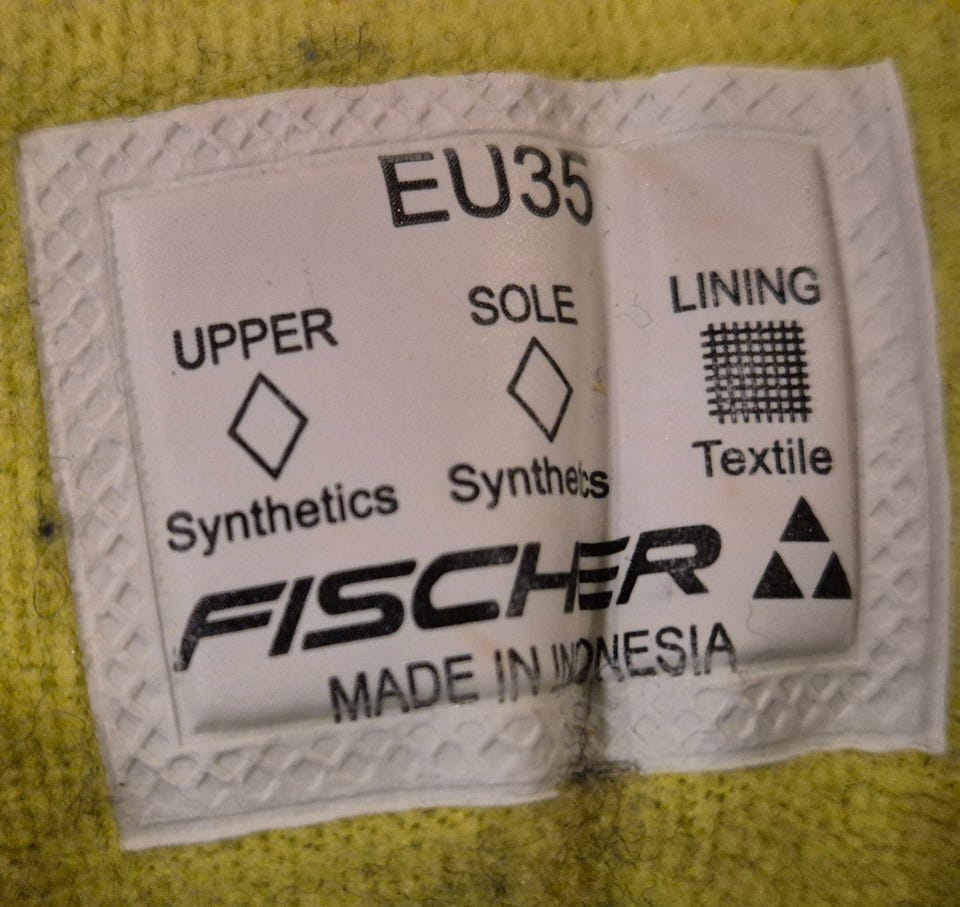 EU35
UPPER SOLE LINING
Synthetics Synthetics Textile
FISCHER
MADE IN INDONESIA